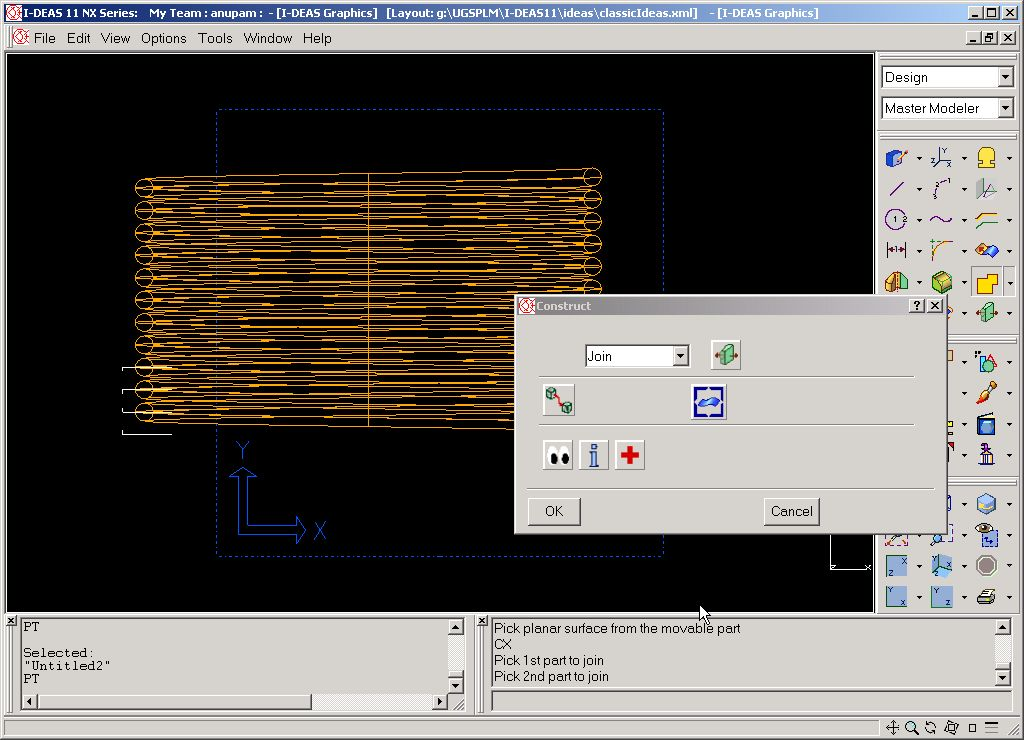 I-DEAS 11 NX Series:   My Team : anupam :  - [I-DEAS Graphics]  [Layout: g:\UGSPLM\I-DEAS11\ideas\classicIdeas.xml]   - [I-DEAS Graphics]
File Edit View Options Tools Window Help
Design
Master Modeler
Construct
Join
OK
Cancel
Y
X
PT
Selected:
"Untitled2"
PT
Pick planar surface from the movable part
CX
Pick 1st part to join
Pick 2nd part to join